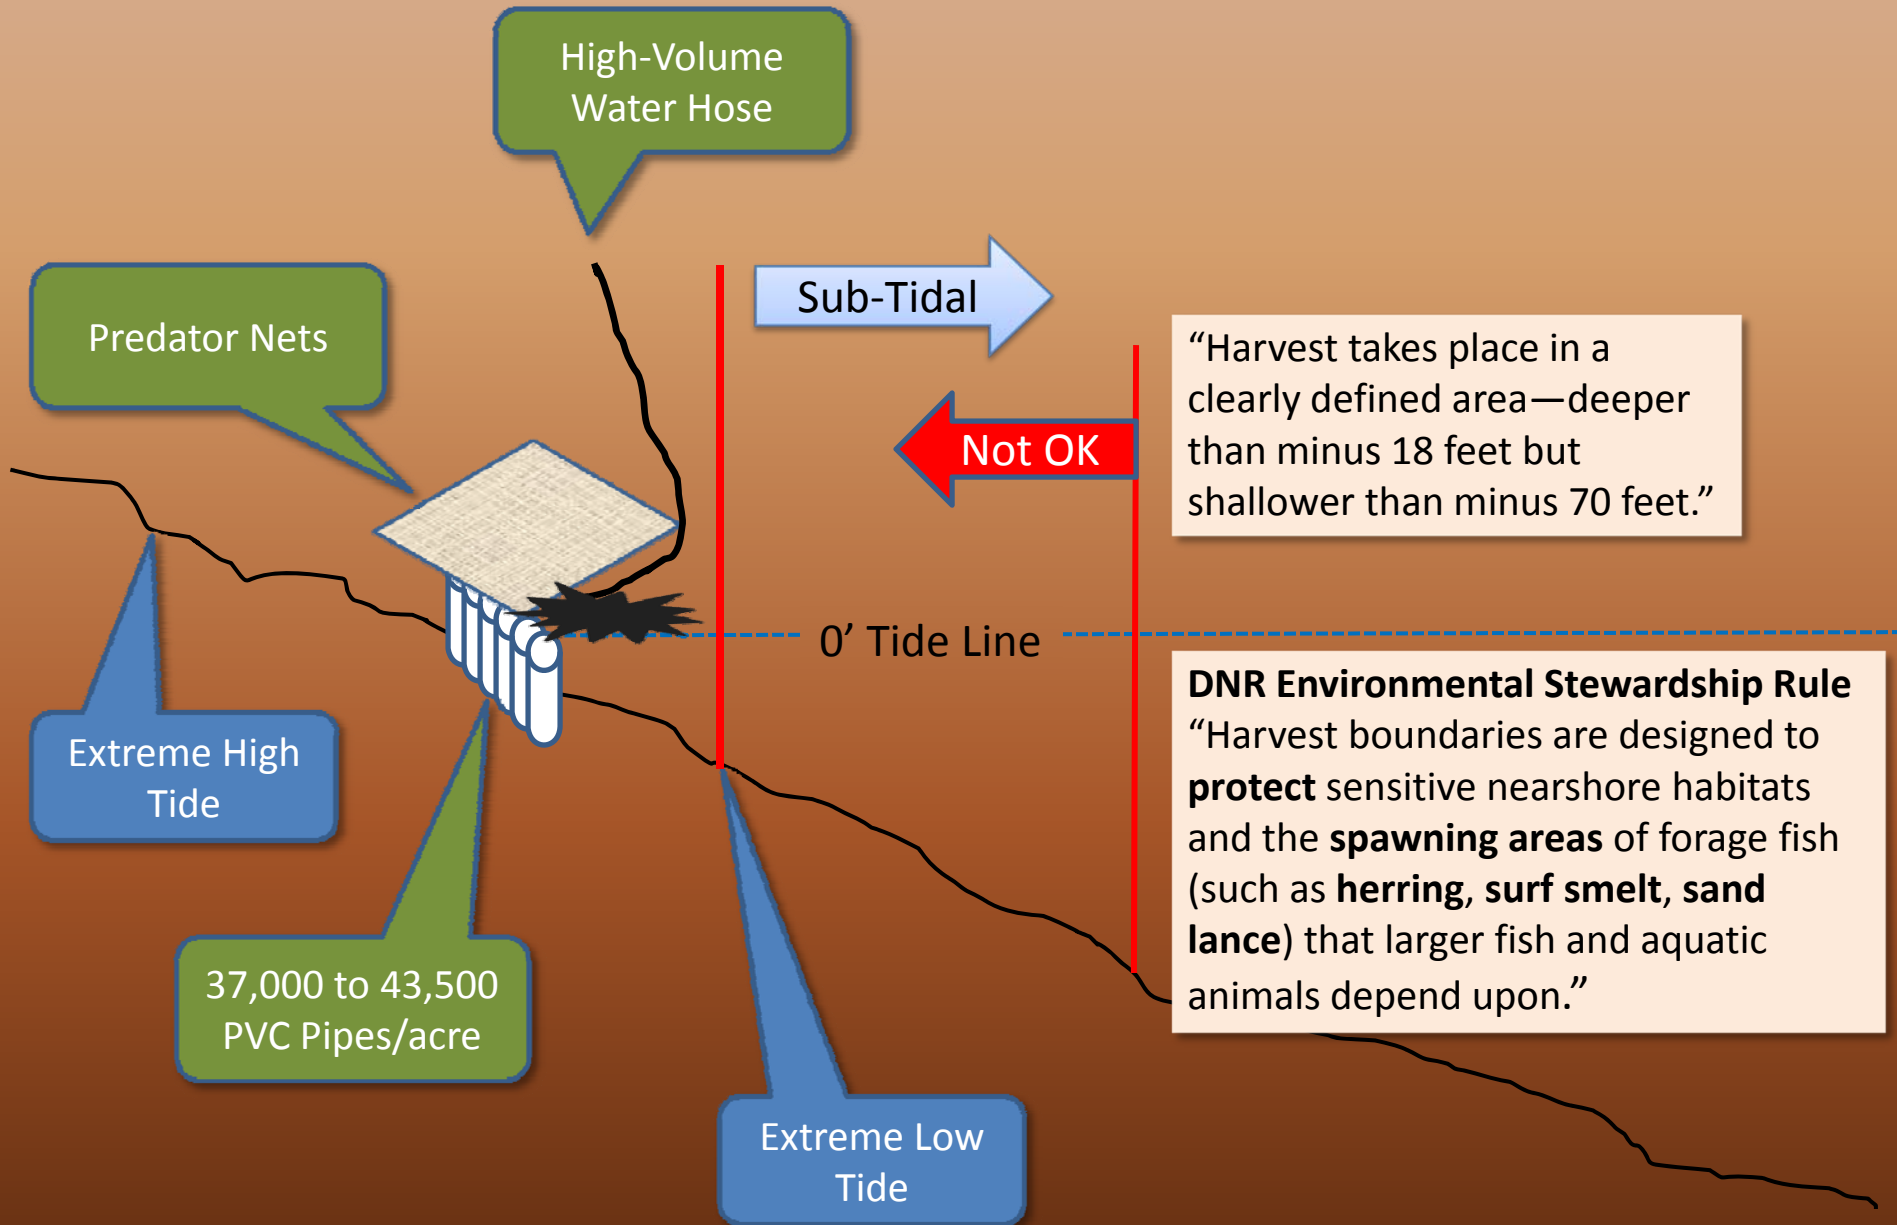 High-Volume
Water Hose
Predator Nets
Sub-Tidal
Not OK
“Harvest takes place in a
clearly defined area—deeper
than minus 18 feet but
shallower than minus 70 feet.”
0’ Tide Line
DNR Environmental Stewardship Rule
“Harvest boundaries are designed to
protect sensitive nearshore habitats
and the spawning areas of forage fish
(such as herring, surf smelt, sand
lance) that larger fish and aquatic
animals depend upon.”
Extreme High
Tide
37,000 to 43,500
PVC Pipes/acre
Extreme Low
Tide